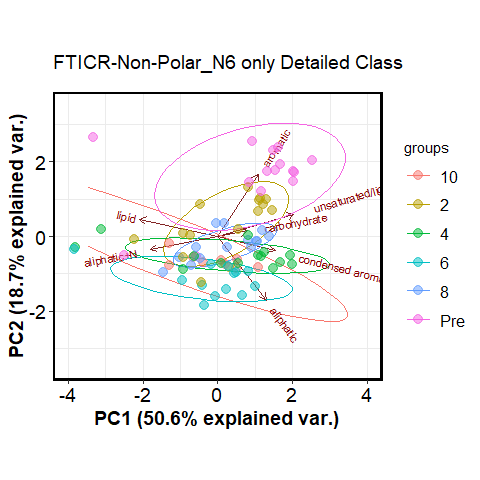 FTICR-Non-Polar_N6 only Detailed Class
PC2 (18.7% explained var.)
2
0
-2
-4
-2
0
2
4
PC1 (50.6% explained var.)
aromatic
unsaturated/li
carbohydrate
lipid
aliphatic+N
condensed aroma
aliphatic
groups
10
2
4
6
8
Pre